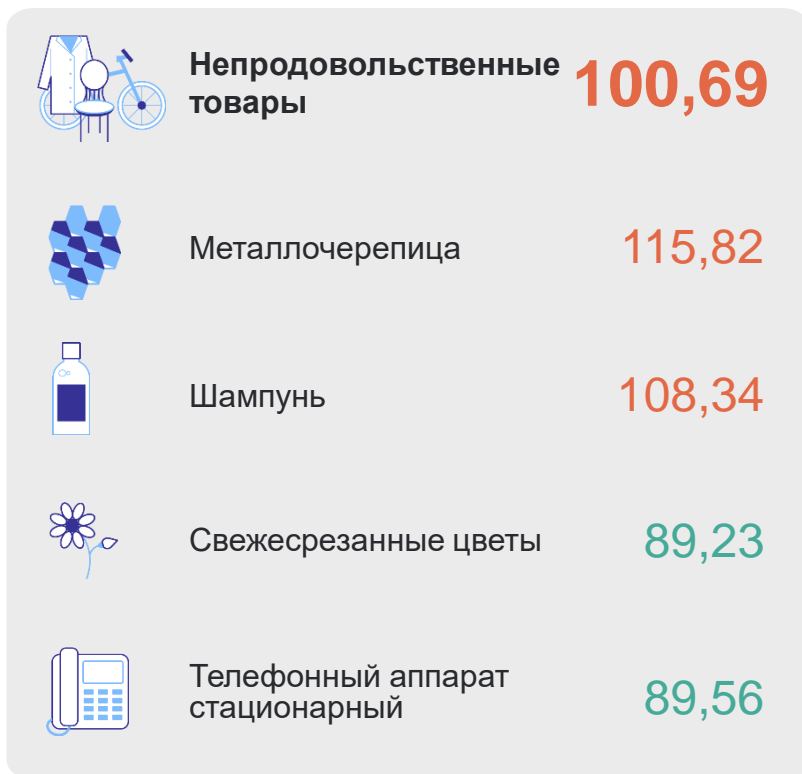 Непродовольственные
товары
100,69
Металлочерепица
115,82
Шампунь
108,34
Свежесрезанные цветы
89,23
Телефонный аппарат
стационарный
89,56